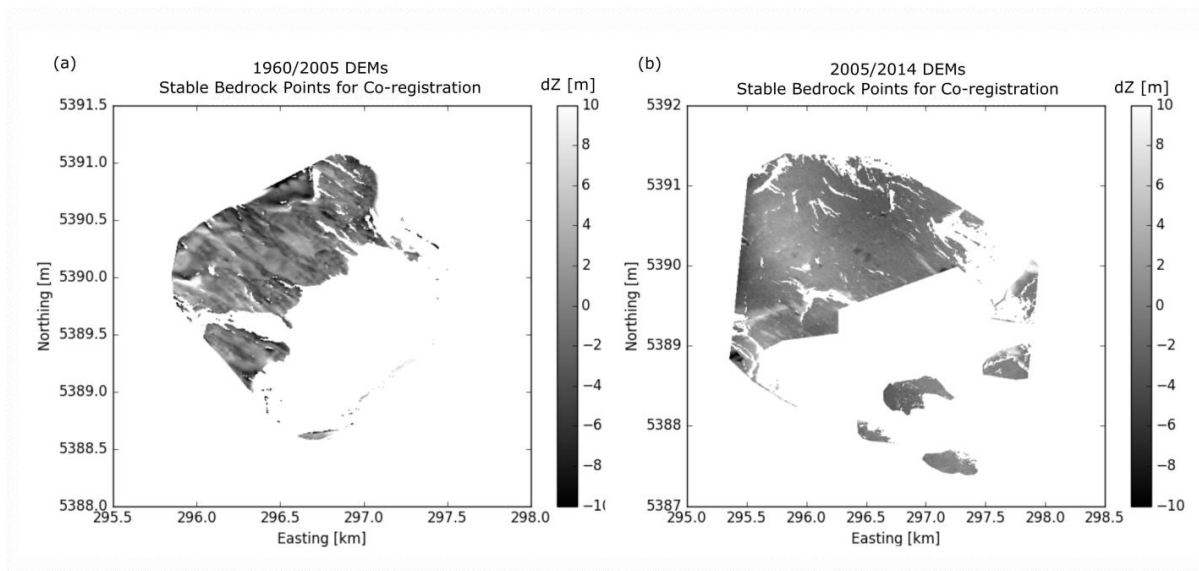 (a)
1960/2005 DEMs
Stable Bedrock Points for Co-registration
dZ [m]
5391.5
5391.0
5390.5
5390.0
5389.5
5389.0
5388.5
5388.0
Northing [m]
295.5 296.0 296.5 297.0 297.5 298.0
Easting [km]
10
8
6
4
2
0
−2
−4
−6
−8
−10
(b)
2005/2014 DEMs
Stable Bedrock Points for Co-registration
dZ [m]
5392
5391
5390
5389
5388
5387
Northing [m]
295.0 295.5 296.0 296.5 297.0 297.5 298.0 298.5
Easting [km]
10
8
6
4
2
0
−2
−4
−6
−8
−10